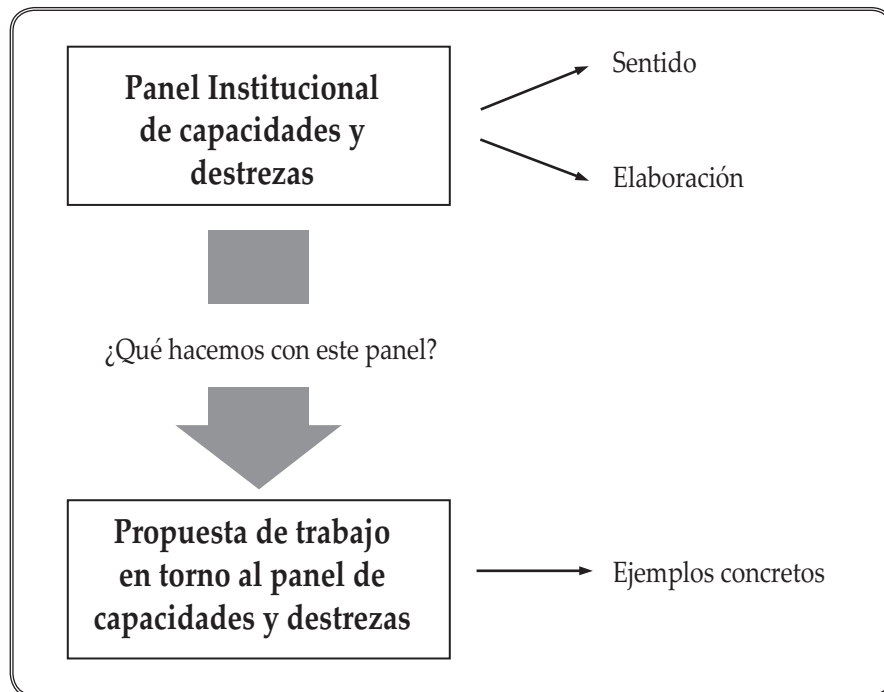 Panel Institucional
de capacidades y
destrezas
Sentido
Elaboración
¿Qué hacemos con este panel?
Propuesta de trabajo
en torno al panel de
capacidades y destrezas
Ejemplos concretos